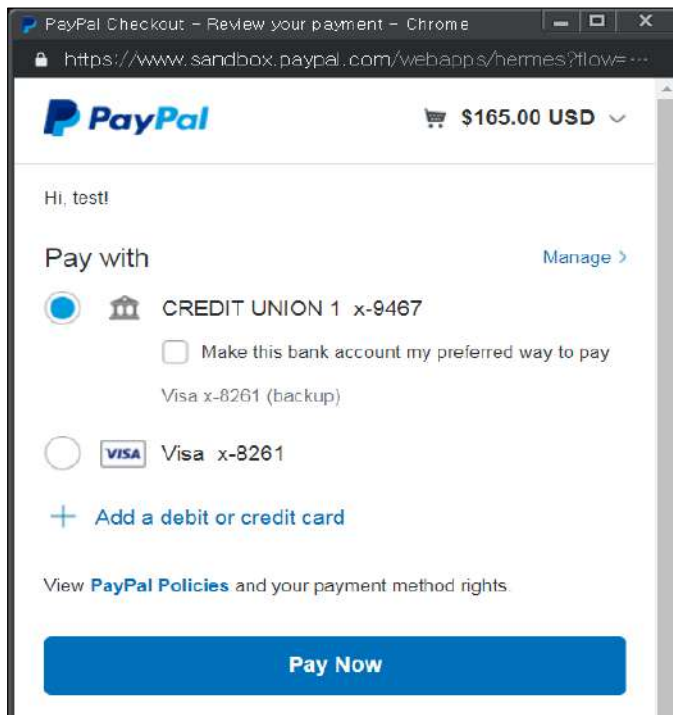 PayPal Checkout - Review your payment - Chrome
https://www.sandbox.paypal.com/webapps/hermes?flow=···
PayPal
$165.00 USD
Hi, test!
Pay with
Manage >
CREDIT UNION 1 x-9467
Make this bank account my preferred way to pay
Visa x-8261 (backup)
VISA Visa x-8261
+ Add a debit or credit card
View PayPal Policies and your payment method rights.
Pay Now